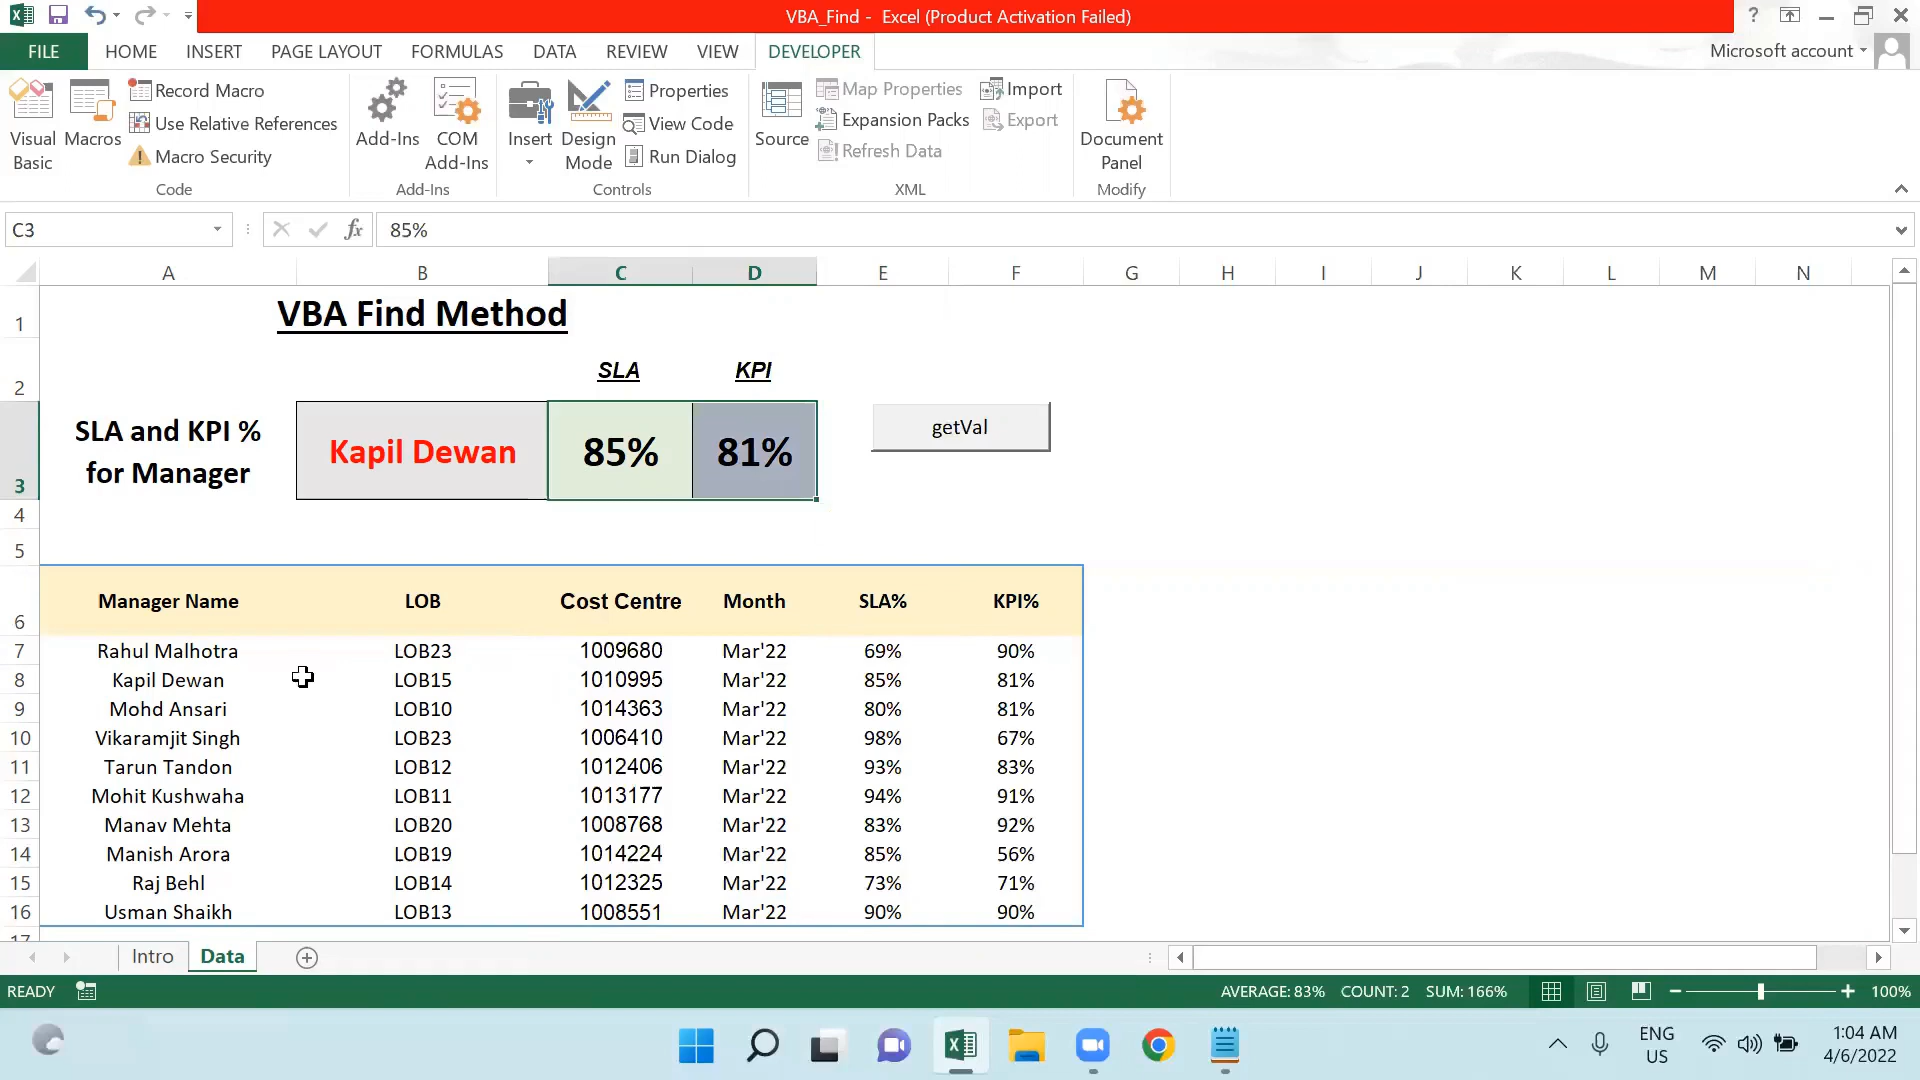 VBA_Find - Excel (Product Activation Failed)
FILE HOME INSERT PAGE LAYOUT FORMULAS DATA REVIEW VIEW DEVELOPER Microsoft account
Visual Basic
Macros
Record Macro
Use Relative References
Macro Security
Code
Add-Ins
COM Add-Ins
Add-Ins
Insert
Design Mode
Properties
View Code
Run Dialog
Controls
Source
Map Properties
Expansion Packs
Refresh Data
Import
Export
XML
Document Panel
Modify
C3 fx 85%
A B C D E F G H I J K L M N
1 VBA Find Method
2 SLA KPI
SLA and KPI %
for Manager
3 Kapil Dewan 85% 81% getVal
4
5
6 Manager Name LOB Cost Centre Month SLA% KPI%
7 Rahul Malhotra LOB23 1009680 Mar'22 69% 90%
8 Kapil Dewan LOB15 1010995 Mar'22 85% 81%
9 Mohd Ansari LOB10 1014363 Mar'22 80% 81%
10 Vikaramjit Singh LOB23 1006410 Mar'22 98% 67%
11 Tarun Tandon LOB12 1012406 Mar'22 93% 83%
12 Mohit Kushwaha LOB11 1013177 Mar'22 94% 91%
13 Manav Mehta LOB20 1008768 Mar'22 83% 92%
14 Manish Arora LOB19 1014224 Mar'22 85% 56%
15 Raj Behl LOB14 1012325 Mar'22 73% 71%
16 Usman Shaikh LOB13 1008551 Mar'22 90% 90%
17
Intro Data
READY AVERAGE: 83% COUNT: 2 SUM: 166% 100%
ENG
US
1:04 AM
4/6/2022